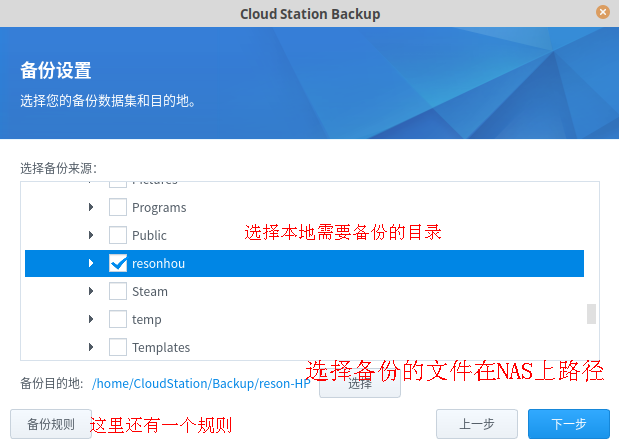 Cloud Station Backup
备份设置
选择您的备份数据集和目的地。
选择备份来源：
Pictures
Programs
Public
选择本地需要备份的目录
resonhou
Steam
temp
Templates
选择备份的文件在NAS上路径
备份目的地: /home/CloudStation/Backup/reson-HP 选择
备份规则 这里还有一个规则 上一步 下一步